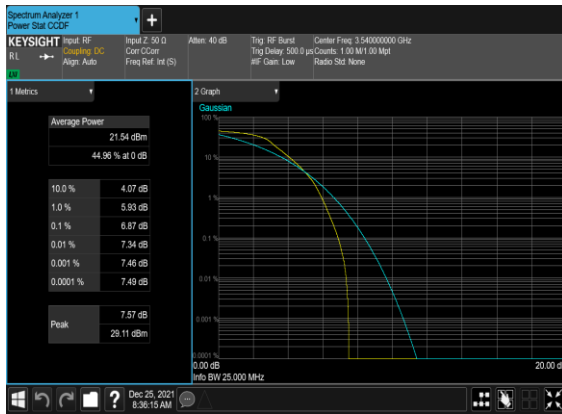 Spectrum Analyzer 1
Power Stat CCDF
KEYSIGHT
RL
Input: RF
Coupling: DC
Align: Auto
Input Z: 50 Ω
Corr CCorr
Freq Ref: Int (S)
Atten: 40 dB
Trig: RF Burst
Trig Delay: 500.0 µs
#IF Gain: Low
Center Freq: 3.540000000 GHz
Counts: 1.00 M/1.00 Mpt
Radio Std: None
1 Metrics
Average Power
21.54 dBm
44.96 % at 0 dB
10.0 % 4.07 dB
1.0 % 5.93 dB
0.1 % 6.87 dB
0.01 % 7.34 dB
0.001 % 7.46 dB
0.0001 % 7.49 dB
Peak
7.57 dB
29.11 dBm
2 Graph
Gaussian
100 %
10 %
1 %
0.1 %
0.01 %
0.001 %
0.0001 %
0.00 dB 20.00 dB
Info BW 25.000 MHz
?
Dec 25, 2021
8:36:15 AM